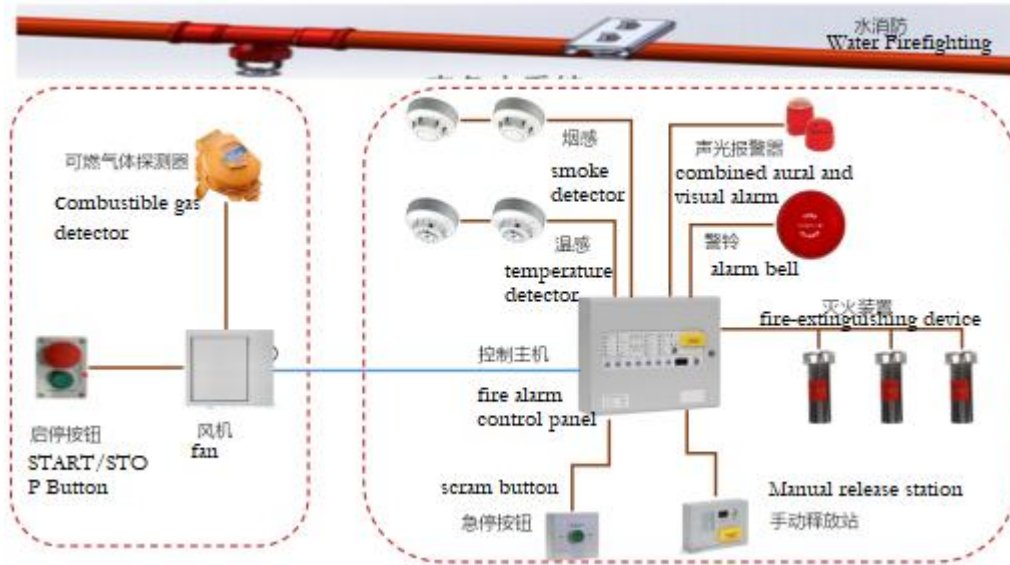 水消防
Water Firefighting
可燃气体探测器
Combustible gas
detector
烟感
smoke
detector
声光报警器
combined aural and
visual alarm
温感
temperature
detector
警铃
alarm bell
灭火装置
fire-extinguishing device
控制主机
fire alarm
control panel
启停按钮
START/STO
P Button
风机
fan
scram button
急停按钮
Manual release station
手动释放站